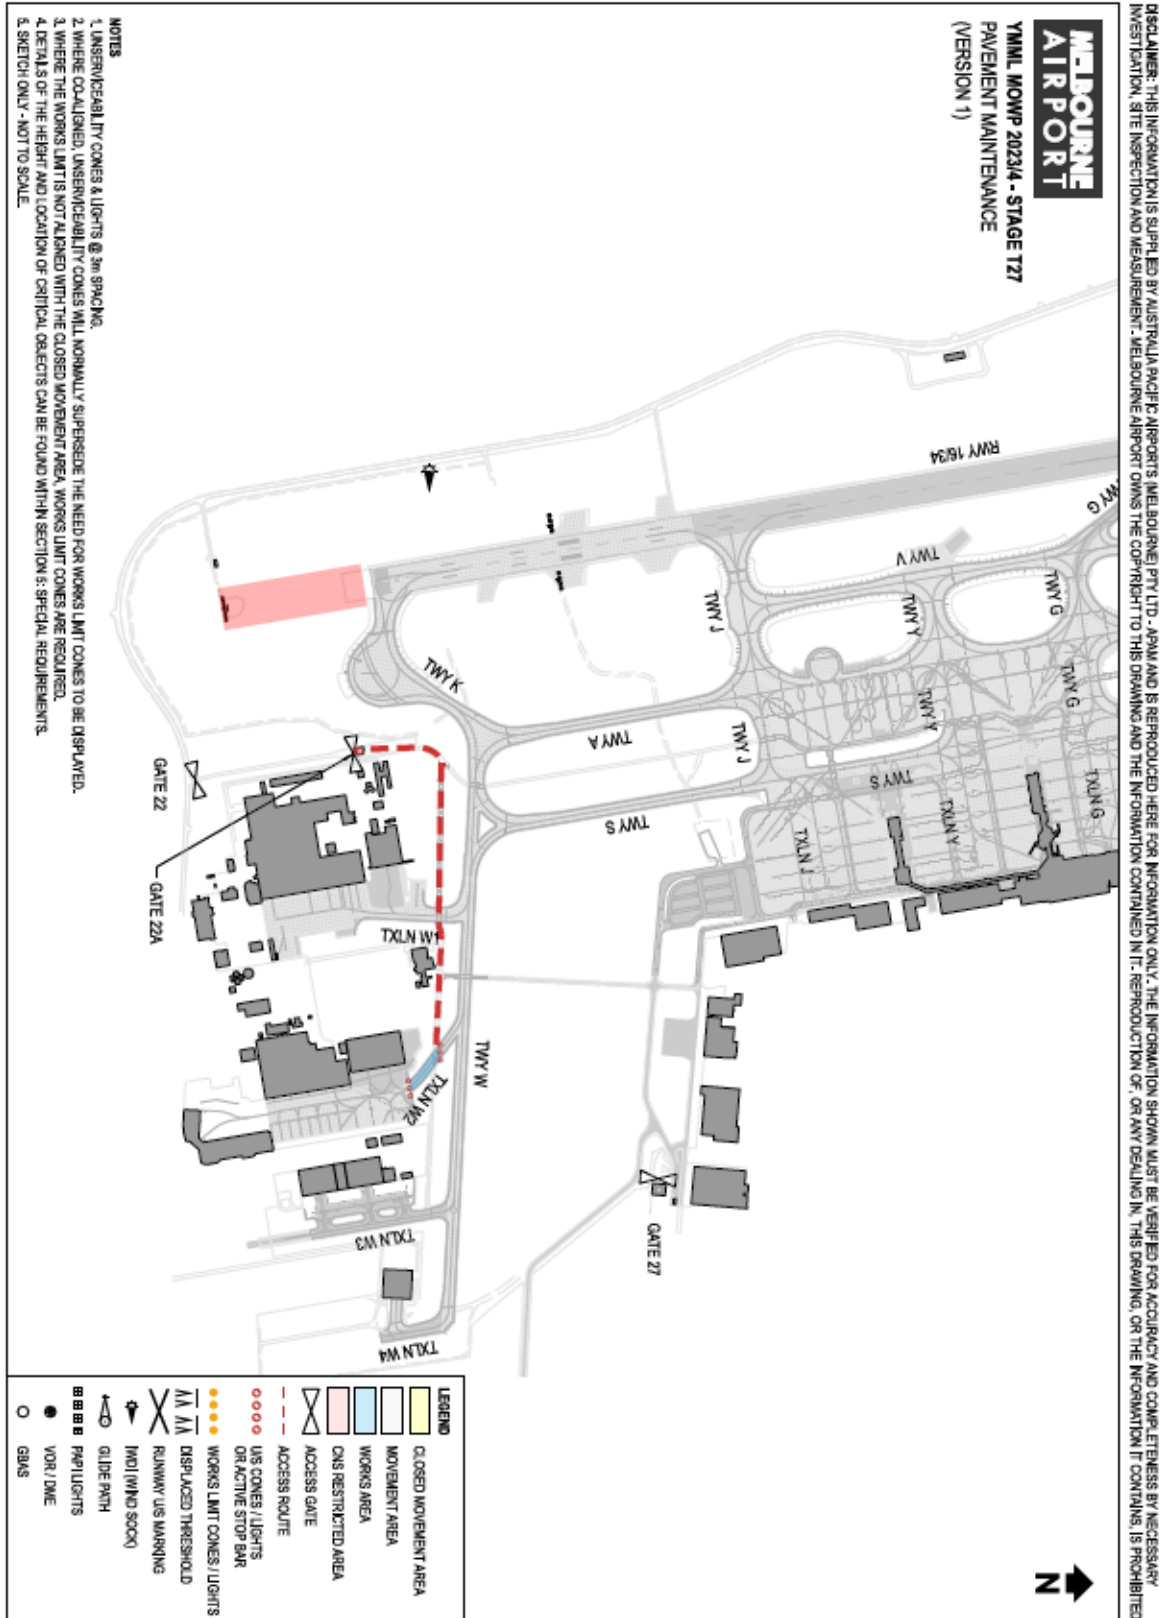 DISCLAIMER: THIS INFORMATION IS SUPPLIED BY AUSTRALIA PACIFIC AIRPORTS (MELBOURNE) PTY LTD - APAM AND IS REPRODUCED HERE FOR INFORMATION ONLY. THE INFORMATION SHOWN MUST BE VERIFIED FOR ACCURACY AND COMPLETENESS BY NECESSARY
INVESTIGATION, SITE INSPECTION AND MEASUREMENT. MELBOURNE AIRPORT OWNS THE COPYRIGHT TO THIS DRAWING AND THE INFORMATION CONTAINED IN IT. REPRODUCTION OF, OR ANY DEALING IN, THIS DRAWING, OR THE INFORMATION IT CONTAINS, IS PROHIBITED
MELBOURNE
AIRPORT
YMML MOWP 2023/4 - STAGE T27
PAVEMENT MAINTENANCE
(VERSION 1)
N
RWY 16/34
TWY G
TWY V
TWY G
TWY Y
TWY J
TWY G
TWY Y
TWY K
TWY A
TWY J
TWY S
TWY S
TXLN G
TXLN Y
TXLN J
GATE 22
GATE 22A
TXLN W1
TWY W
TXLN W2
GATE 27
TXLN W3
TXLN W4
NOTES
1. UNSERVICEABILITY CONES & LIGHTS @ 3m SPACING.
2. WHERE CO-ALIGNED, UNSERVICEABILITY CONES WILL NORMALLY SUPERSEDE THE NEED FOR WORKS LIMIT CONES TO BE DISPLAYED.
3. WHERE THE WORKS LIMIT IS NOT ALIGNED WITH THE CLOSED MOVEMENT AREA, WORKS LIMIT CONES ARE REQUIRED.
4. DETAILS OF THE HEIGHT AND LOCATION OF CRITICAL OBJECTS CAN BE FOUND WITHIN SECTION 5: SPECIAL REQUIREMENTS.
5. SKETCH ONLY - NOT TO SCALE.
LEGEND
CLOSED MOVEMENT AREA
MOVEMENT AREA
WORKS AREA
CNS RESTRICTED AREA
ACCESS GATE
ACCESS ROUTE
U/S CONES / LIGHTS
OR ACTIVE STOP BAR
WORKS LIMIT CONES / LIGHTS
DISPLACED THRESHOLD
RUNWAY U/S MARKING
IWDI (WIND SOCK)
GLIDE PATH
PAPI LIGHTS
VOR / DME
GBAS